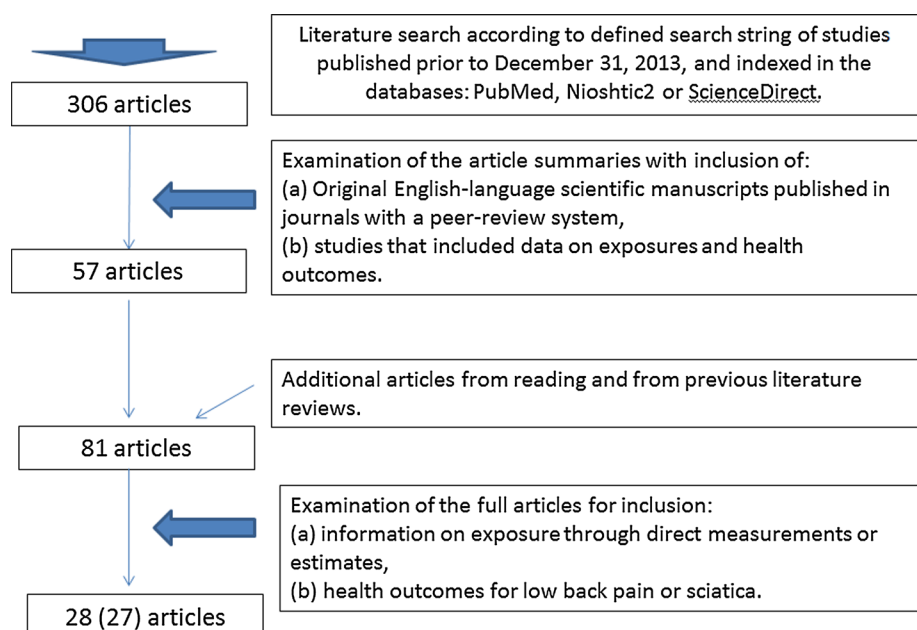 Literature search according to defined search string of studies
published prior to December 31, 2013, and indexed in the
databases: PubMed, Nioshtic2 or ScienceDirect.
306 articles
Examination of the article summaries with inclusion of:
(a) Original English-language scientific manuscripts published in
journals with a peer-review system,
(b) studies that included data on exposures and health
outcomes.
57 articles
Additional articles from reading and from previous literature
reviews.
81 articles
Examination of the full articles for inclusion:
(a) information on exposure through direct measurements or
estimates,
(b) health outcomes for low back pain or sciatica.
28 (27) articles